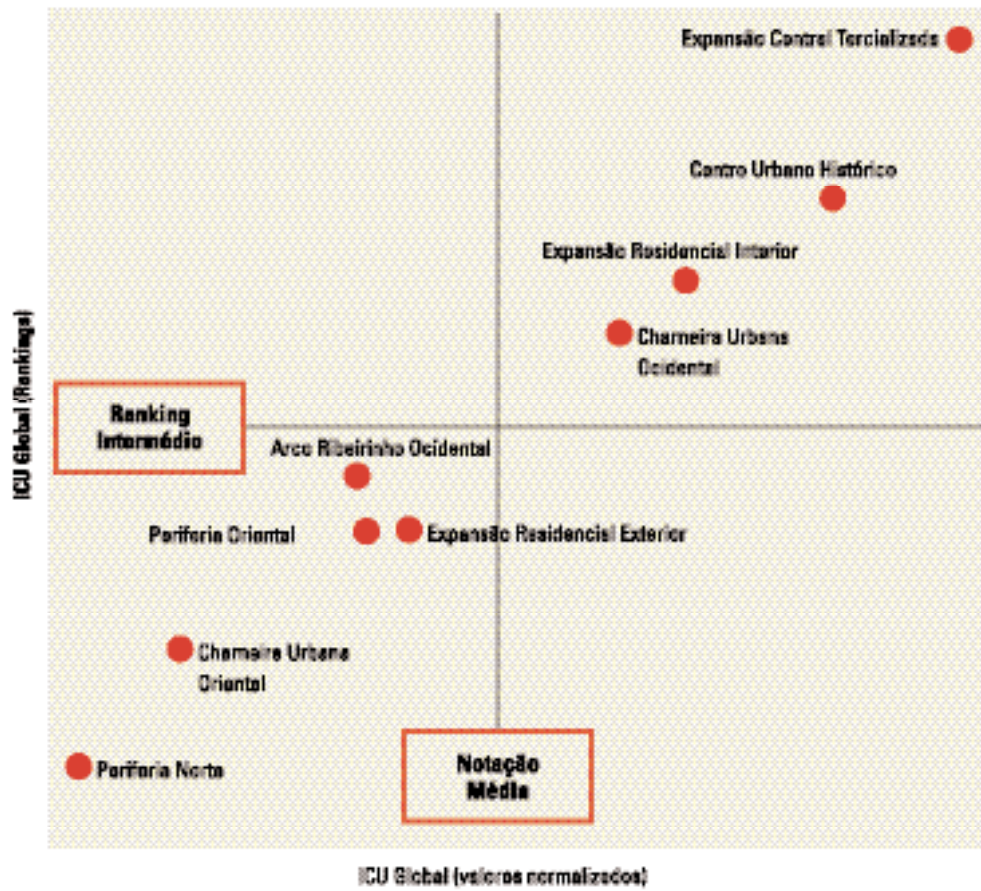 Expansão Central Tercializada
Centro Urbano Histórico
Expansão Residencial Interior
Charneira Urbana
Ocidental
ICU Global (Rankings)
Ranking
Intermédio
Arco Ribeirinho Ocidental
Periferia Oriental
Expansão Residencial Exterior
Charneira Urbana
Oriental
Periferia Norte
Notação
Média
ICU Global (valores normalizados)